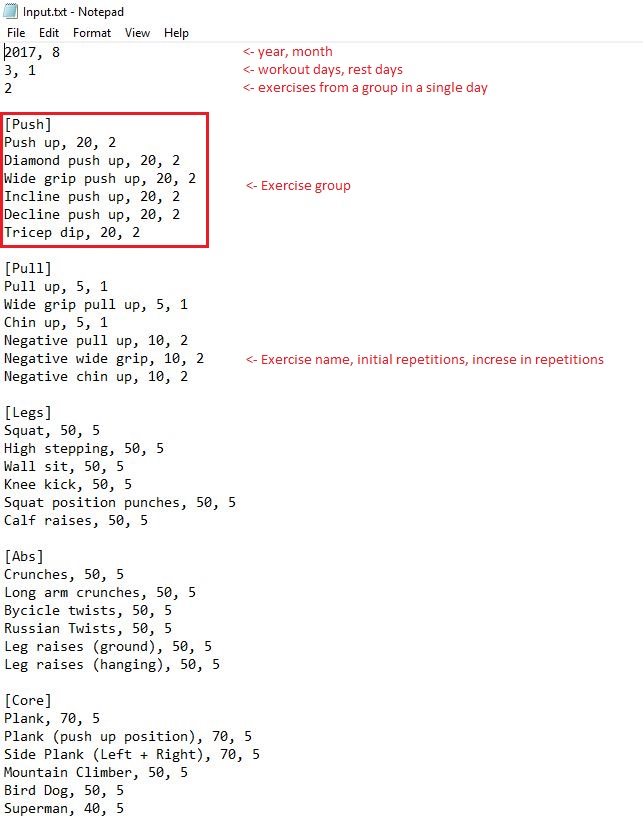 Input.txt - Notepad
File Edit Format View Help
2017, 8 <- year, month
3, 1 <- workout days, rest days
2 <- exercises from a group in a single day
[Push]
Push up, 20, 2
Diamond push up, 20, 2
Wide grip push up, 20, 2
<- Exercise group
Incline push up, 20, 2
Decline push up, 20, 2
Tricep dip, 20, 2
[Pull]
Pull up, 5, 1
Wide grip pull up, 5, 1
Chin up, 5, 1
Negative pull up, 10, 2
Negative wide grip, 10, 2 <- Exercise name, initial repetitions, increse in repetitions
Negative chin up, 10, 2
[Legs]
Squat, 50, 5
High stepping, 50, 5
Wall sit, 50, 5
Knee kick, 50, 5
Squat position punches, 50, 5
Calf raises, 50, 5
[Abs]
Crunches, 50, 5
Long arm crunches, 50, 5
Bycicle twists, 50, 5
Russian Twists, 50, 5
Leg raises (ground), 50, 5
Leg raises (hanging), 50, 5
[Core]
Plank, 70, 5
Plank (push up position), 70, 5
Side Plank (Left + Right), 70, 5
Mountain Climber, 50, 5
Bird Dog, 50, 5
Superman, 40, 5